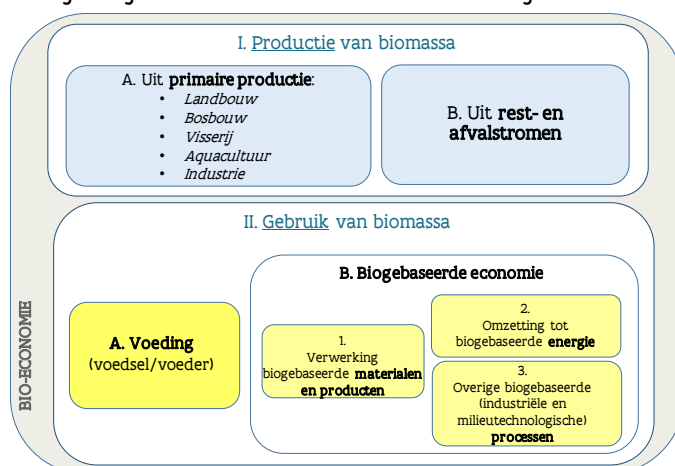 I. Productie van biomassa
A. Uit primaire productie:
• Landbouw
• Bosbouw
• Visserij
• Aquacultuur
• Industrie
B. Uit rest- en
afvalstromen
II. Gebruik van biomassa
B. Biogebaseerde economie
A. Voeding
(voedsel/voeder)
1.
Verwerking
biogebaseerde materialen
en producten
2.
Omzetting tot
biogebaseerde energie
3.
Overige biogebaseerde
(industriële en
milieutechnologische)
processen
BIO-ECONOMIE